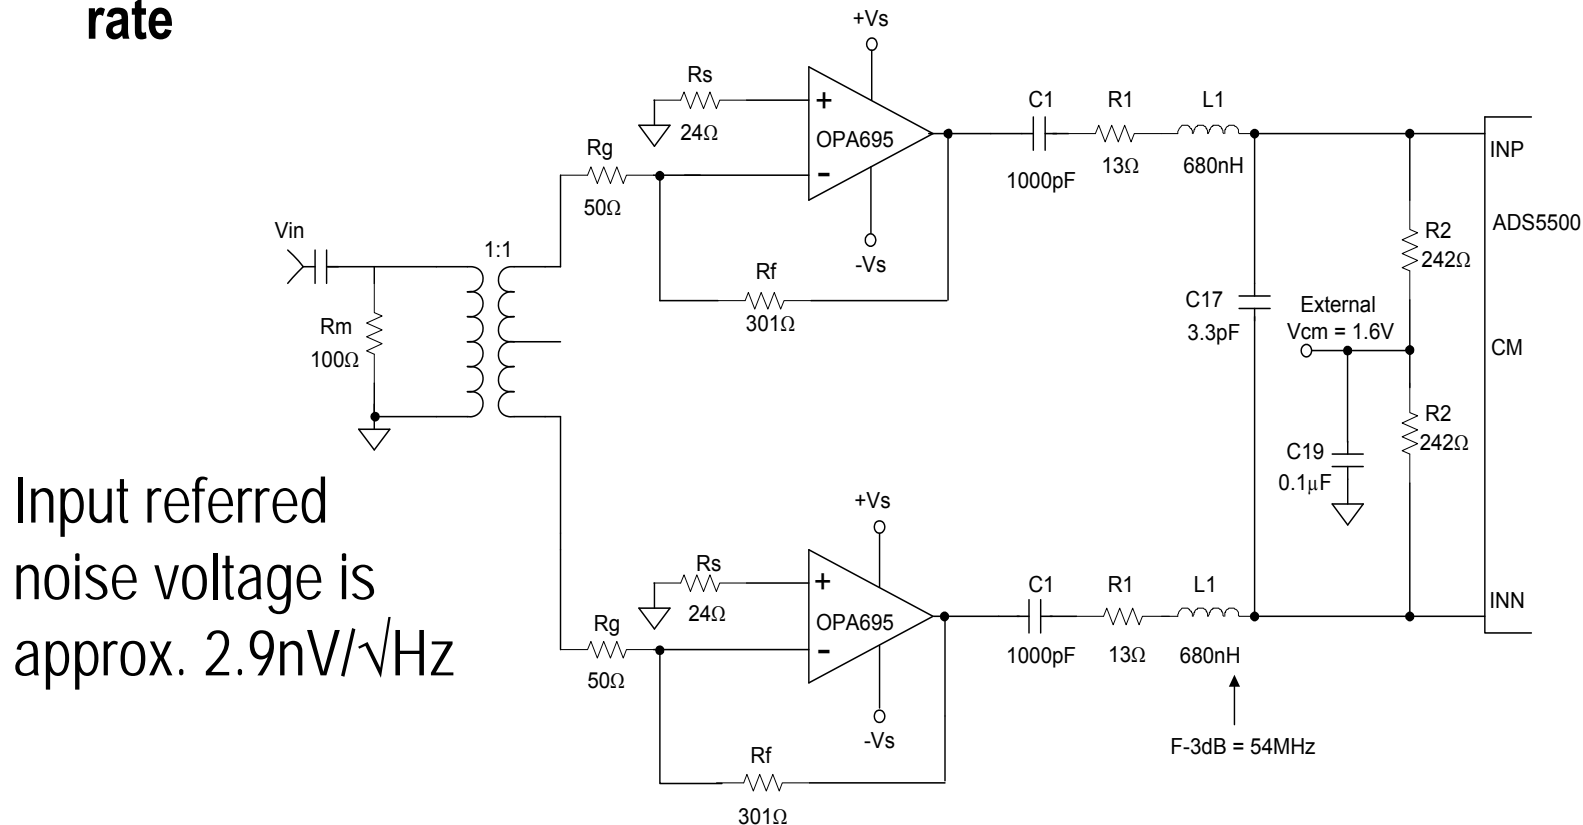 rate
+Vs
Rs
24Ω
+
OPA695
-
-Vs
Rg
50Ω
Rf
301Ω
C1
1000pF
R1
13Ω
L1
680nH
INP
ADS5500
CM
INN
R2
242Ω
External
Vcm = 1.6V
C17
3.3pF
R2
242Ω
C19
0.1µF
Vin
1:1
Rm
100Ω
Input referred
noise voltage is
approx. 2.9nV/√Hz
+Vs
Rs
24Ω
+
OPA695
-
-Vs
Rg
50Ω
Rf
301Ω
C1
1000pF
R1
13Ω
L1
680nH
F-3dB = 54MHz